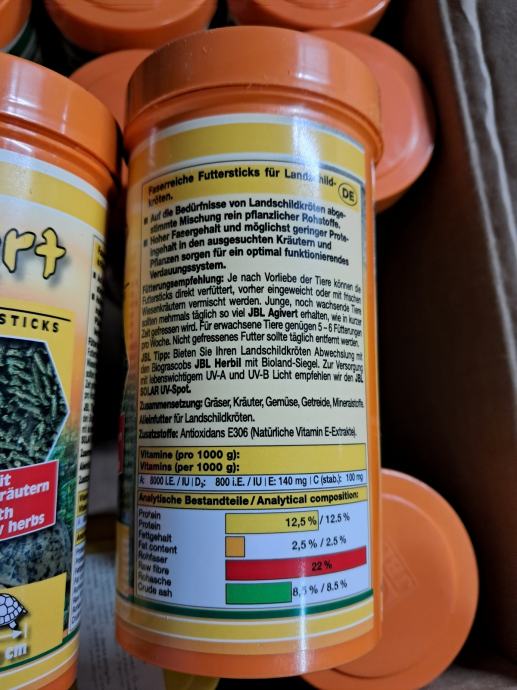 Faserreiche Futtersticks für Landschild-
kröten.
DE
■ Auf die Bedürfnisse von Landschildkröten abge-
stimmte Mischung rein pflanzlicher Rohstoffe.
■ Hoher Fasergehalt und möglichst geringer Prote-
ingehalt in den ausgesuchten Kräutern und
Pflanzen sorgen für ein optimal funktionierendes
Verdauungssystem.
Fütterungsempfehlung: Je nach Vorliebe der Tiere können die
Futtersticks direkt verfüttert, vorher eingeweicht oder mit frischen
Wiesenkräutern vermischt werden. Junge, noch wachsende Tiere
sollten mehrmals täglich so viel JBL Agivert erhalten, wie in kurzer
Zeit gefressen wird. Für erwachsene Tiere genügen 5 - 6 Fütterungen
pro Woche. Nicht gefressenes Futter sollte täglich entfernt werden.
JBL Tipp: Bieten Sie Ihren Landschildkröten Abwechslung mit
den Biograscobs JBL Herbil mit Bioland-Siegel. Zur Versorgung
mit lebenswichtigem UV-A und UV-B Licht empfehlen wir den JBL
SOLAR UV-Spot.
Zusammensetzung: Gräser, Kräuter, Gemüse, Getreide, Mineralstoffe.
Alleinfutter für Landschildkröten.
Zusatzstoffe: Antioxidans E306 (Natürliche Vitamin E-Extrakte).
Vitamine (pro 1000 g):
Vitamins (per 1000 g):
A: 8000 I.E. / IU | D₃: 800 i.E. / IU | E: 140 mg | C (stab.): 100 mg
Analytische Bestandteile / Analytical composition:
Protein
Protein
12,5 % / 12.5 %
Fettgehalt
Fat content
2,5 % / 2.5 %
Rohfaser
Raw fibre
22 %
Rohasche
Crude ash
8,5 % / 8.5 %
rt
STICKS
it
räutern
th
y herbs
cm